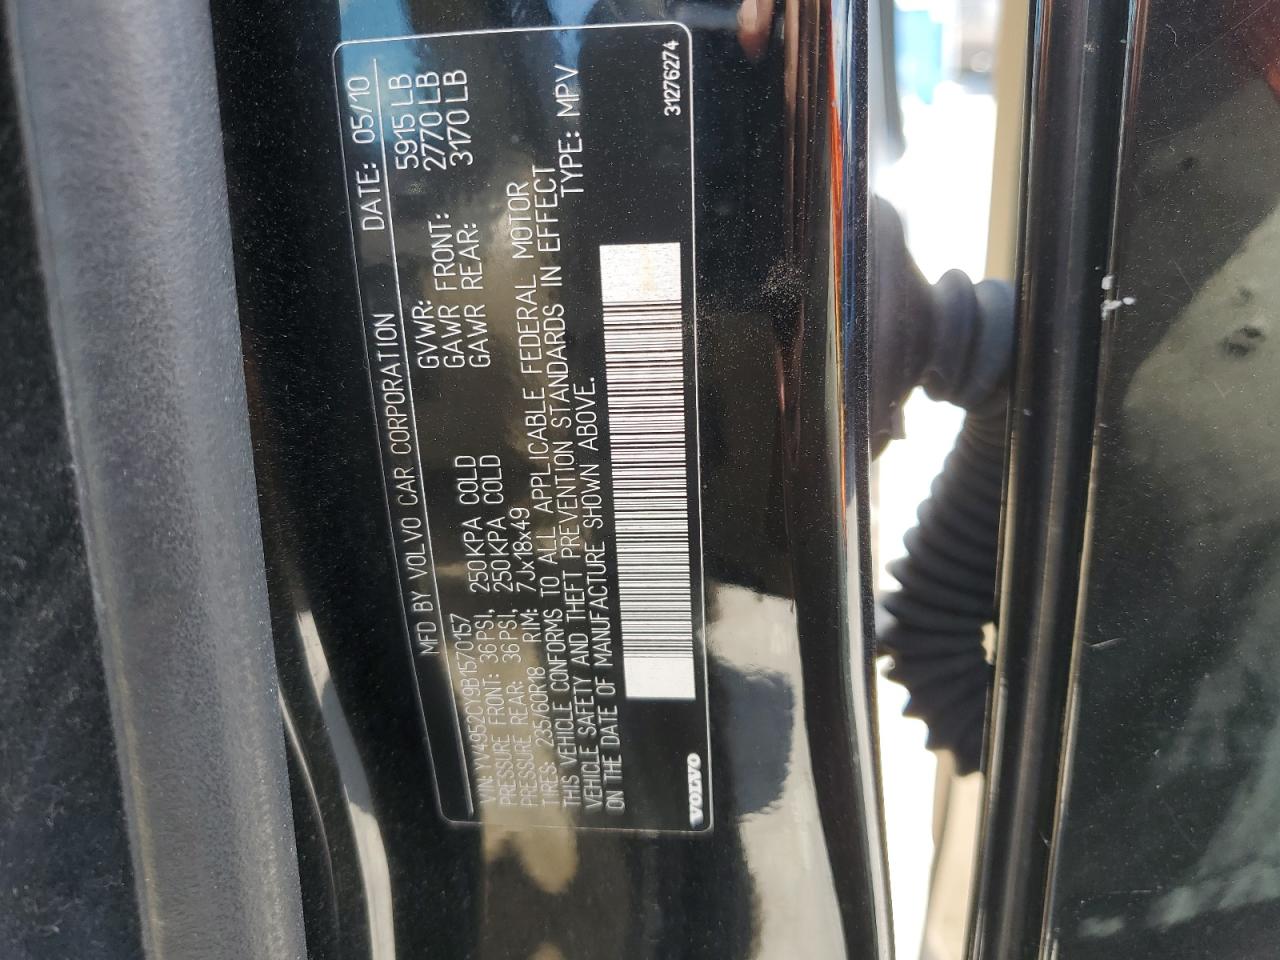 MFD BY VOLVO CAR CORPORATION DATE: 05/10
GVWR: 5915 LB
GAWR FRONT: 2770 LB
GAWR REAR: 3170 LB
VIN: YV4952CY9B1570157
PRESSURE FRONT: 36PSI, 250KPA COLD
PRESSURE REAR: 36PSI, 250KPA COLD
TIRES: 235/60R18 RIM: 7Jx18x49
THIS VEHICLE CONFORMS TO ALL APPLICABLE FEDERAL MOTOR
VEHICLE SAFETY AND THEFT PREVENTION STANDARDS IN EFFECT
ON THE DATE OF MANUFACTURE SHOWN ABOVE. TYPE: MPV
VOLVO 31276274